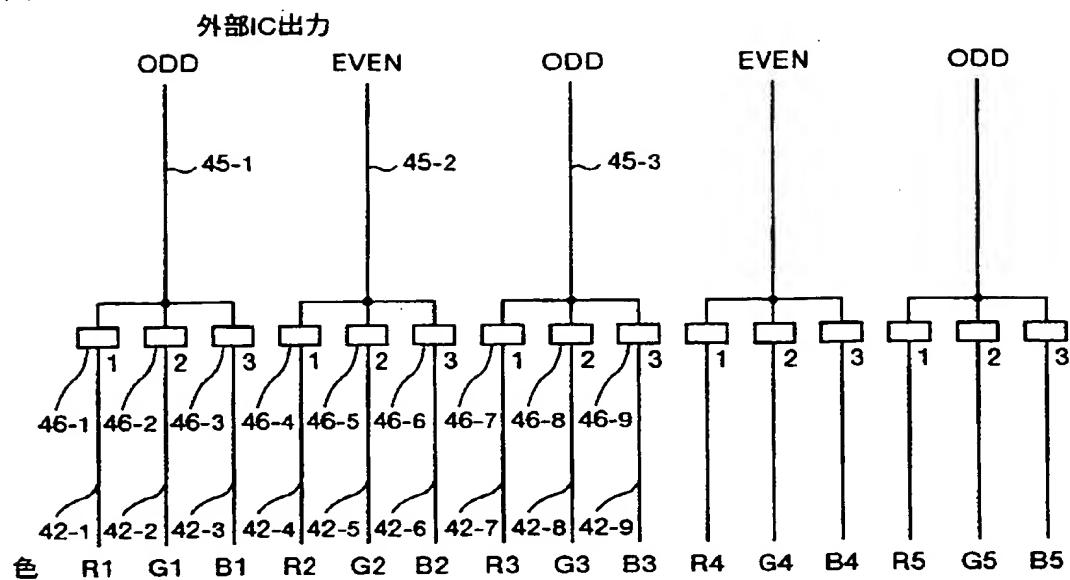 外部IC出力
ODD EVEN ODD EVEN ODD
45-1 45-2 45-3
1 2 3 1 2 3 1 2 3 1 2 3 1 2 3
46-1 46-2 46-3 46-4 46-5 46-6 46-7 46-8 46-9
42-1 42-2 42-3 42-4 42-5 42-6 42-7 42-8 42-9
色 R1 G1 B1 R2 G2 B2 R3 G3 B3 R4 G4 B4 R5 G5 B5